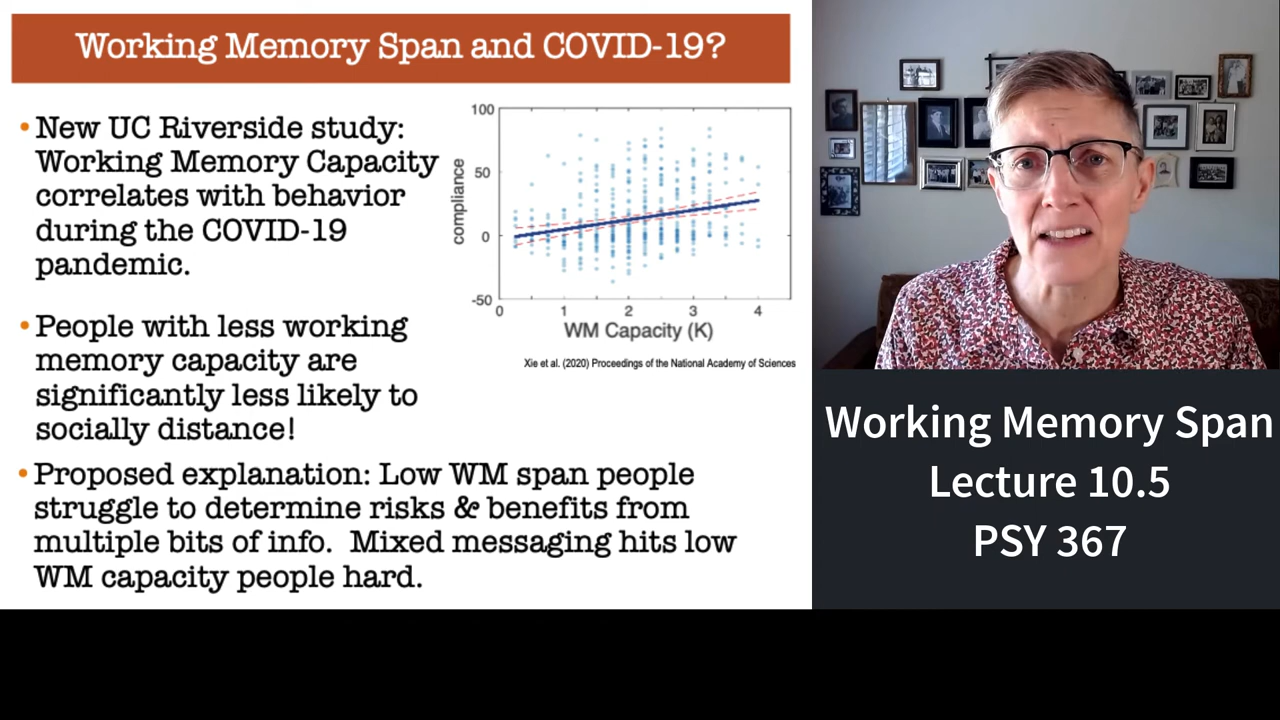 Working Memory Span and COVID-19?
• New UC Riverside study:
Working Memory Capacity
correlates with behavior
during the COVID-19
pandemic.
• People with less working
memory capacity are
significantly less likely to
socially distance!
• Proposed explanation: Low WM span people
struggle to determine risks & benefits from
multiple bits of info.  Mixed messaging hits low
WM capacity people hard.
100
50
0
-50
compliance
0 1 2 3 4
WM Capacity (K)
Xie et al. (2020) Proceedings of the National Academy of Sciences
Working Memory Span
Lecture 10.5
PSY 367